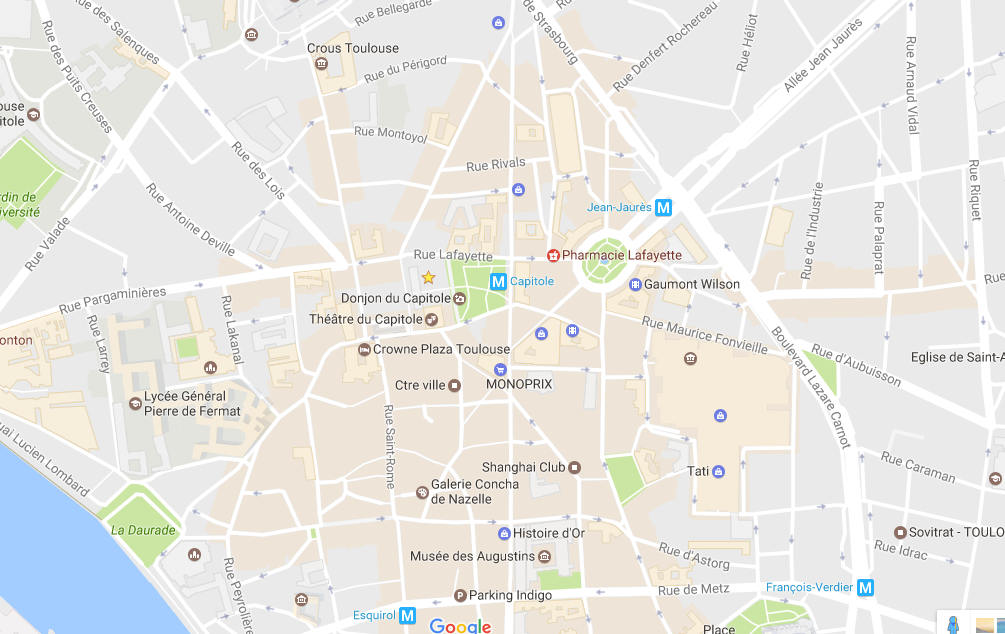 Rue Bellegarde
de Strasbourg
Rue des Salenques
Crous Toulouse
Rue Denfert Rochereau
Rue Héliot
Allée Jean Jaurès
Rue Arnaud Vidal
Rue du Périgord
Rue des Puits Creuses
Rue Montoyol
Rue des Lois
Rue Rivals
Rue Riquet
Rue Antoine Deville
Rue de l'Industrie
Rue Palaprat
Jean-Jaurès M
Rue Valade
Rue Lafayette
Pharmacie Lafayette
M Capitole
Gaumont Wilson
Rue Pargaminières
Donjon du Capitole
Théâtre du Capitole
Rue Larrey
Rue Lakanal
Rue Maurice Fonvieille
Crowne Plaza Toulouse
Rue d'Aubuisson
Eglise de Saint-A
Ctre ville
MONOPRIX
Boulevard Lazare Carnot
Lycée Général
Pierre de Fermat
Rue Saint-Rome
Quai Lucien Lombard
Shanghai Club
Tati
Rue Caraman
Galerie Concha
de Nazelle
La Daurade
Histoire d'Or
Sovitrat - TOULO
Rue Idrac
Musée des Augustins
Rue d'Astorg
Rue Peyrolière
Rue de Metz
François-Verdier M
Parking Indigo
Esquirol M
Google
Place